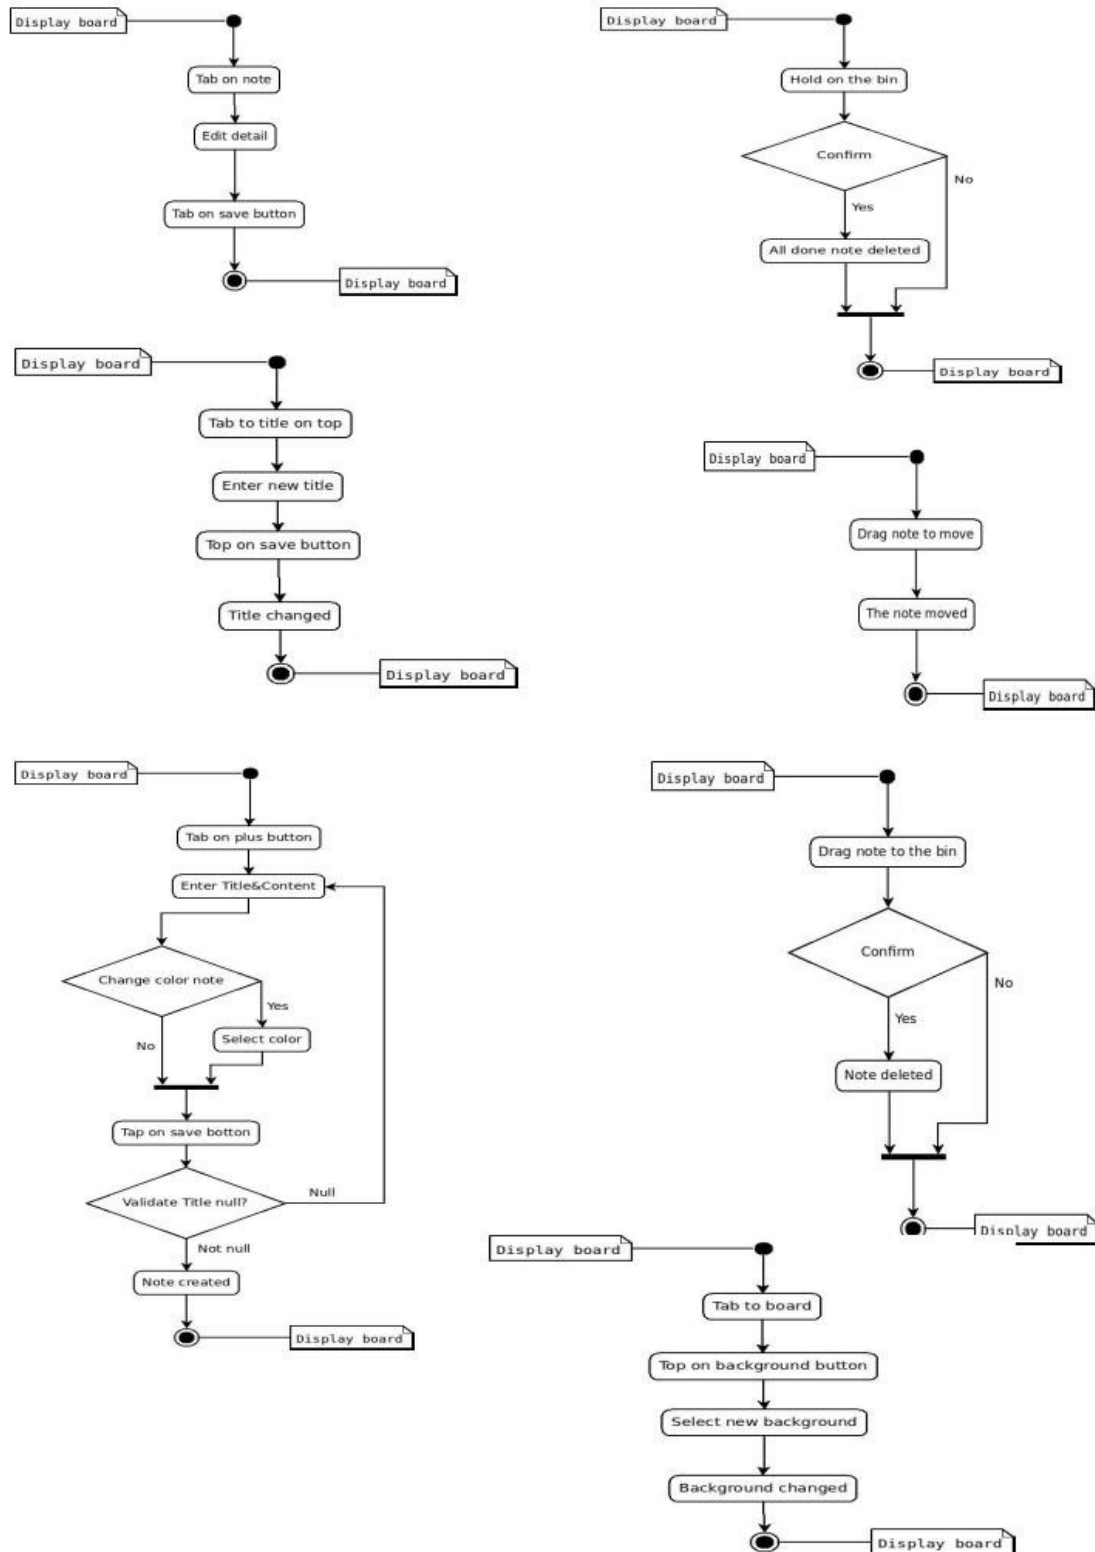 Display board
Tab on note
Edit detail
Tab on save button
Display board
Display board
Hold on the bin
Confirm
No
Yes
All done note deleted
Display board
Display board
Tab to title on top
Enter new title
Top on save button
Title changed
Display board
Display board
Drag note to move
The note moved
Display board
Display board
Tab on plus button
Enter Title&Content
Change color note
Yes
No
Select color
Tap on save botton
Validate Title null?
Null
Not null
Note created
Display board
Display board
Drag note to the bin
Confirm
No
Yes
Note deleted
Display board
Display board
Tab to board
Top on background button
Select new background
Background changed
Display board